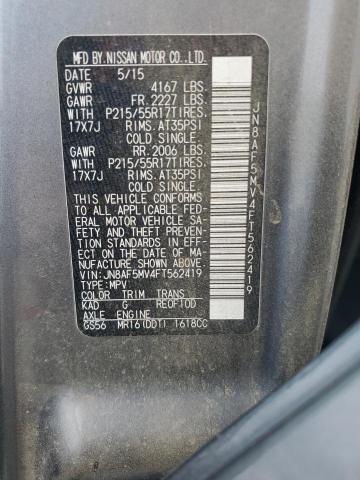 MFD BY.NISSAN MOTOR CO.,LTD.
DATE 5/15
GVWR 4167 LBS.
GAWR FR.2227 LBS.
WITH P215/55R17TIRES.
17X7J RIMS.AT35PSI
COLD SINGLE.
GAWR RR.2006 LBS.
WITH P215/55R17TIRES.
17X7J RIMS.AT35PSI
COLD SINGLE.
THIS VEHICLE CONFORMS
TO ALL APPLICABLE FED-
ERAL MOTOR VEHICLE SA-
FETY AND THEFT PREVEN-
TION STANDARDS IN EFF-
ECT ON THE DATE OF MA-
NUFACTURE SHOWN ABOVE.
VIN:JN8AF5MV4FT562419
TYPE:MPV
COLOR TRIM TRANS
KAD G RE0F10D
AXLE ENGINE
GS56 MR16(DDT) 1618CC
JN8AF5MV4FT562419